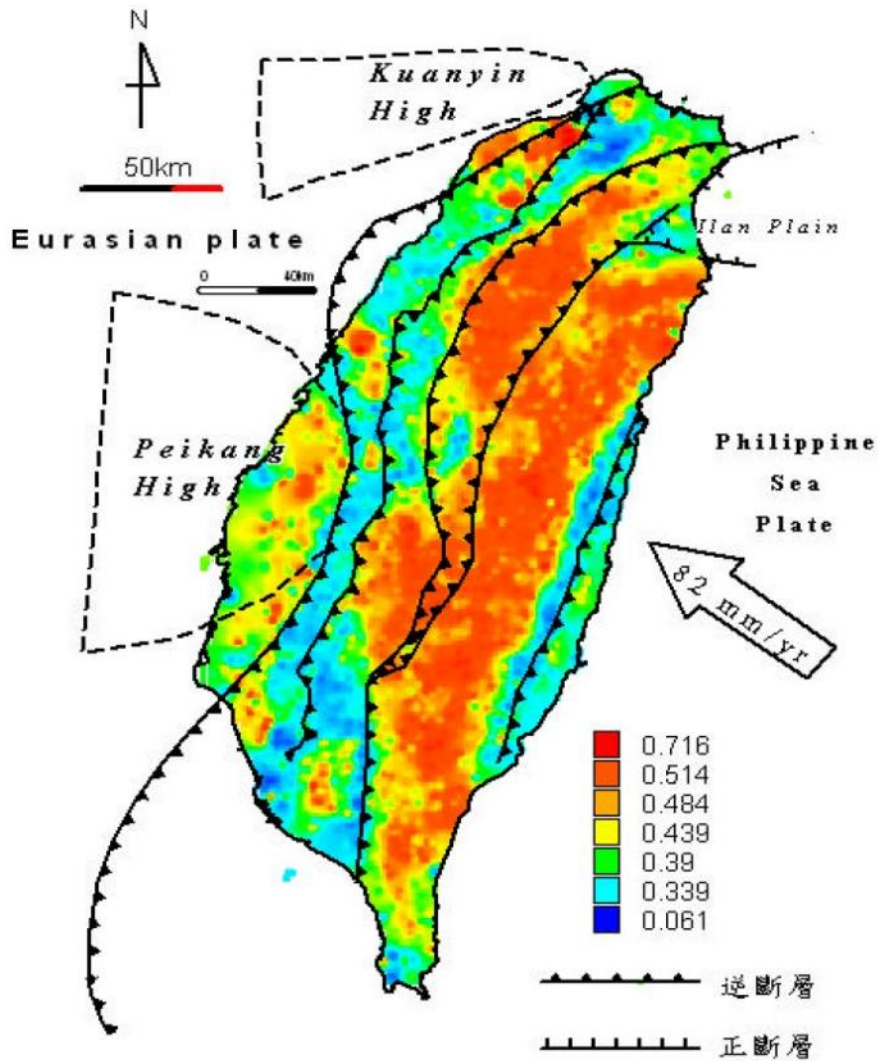 N
Kuanyin
High
50km
Eurasian plate
Ilan Plain
0 40km
Peikang
High
Philippine
Sea
Plate
82 mm/yr
0.716
0.514
0.484
0.439
0.39
0.339
0.061
逆斷層
正斷層